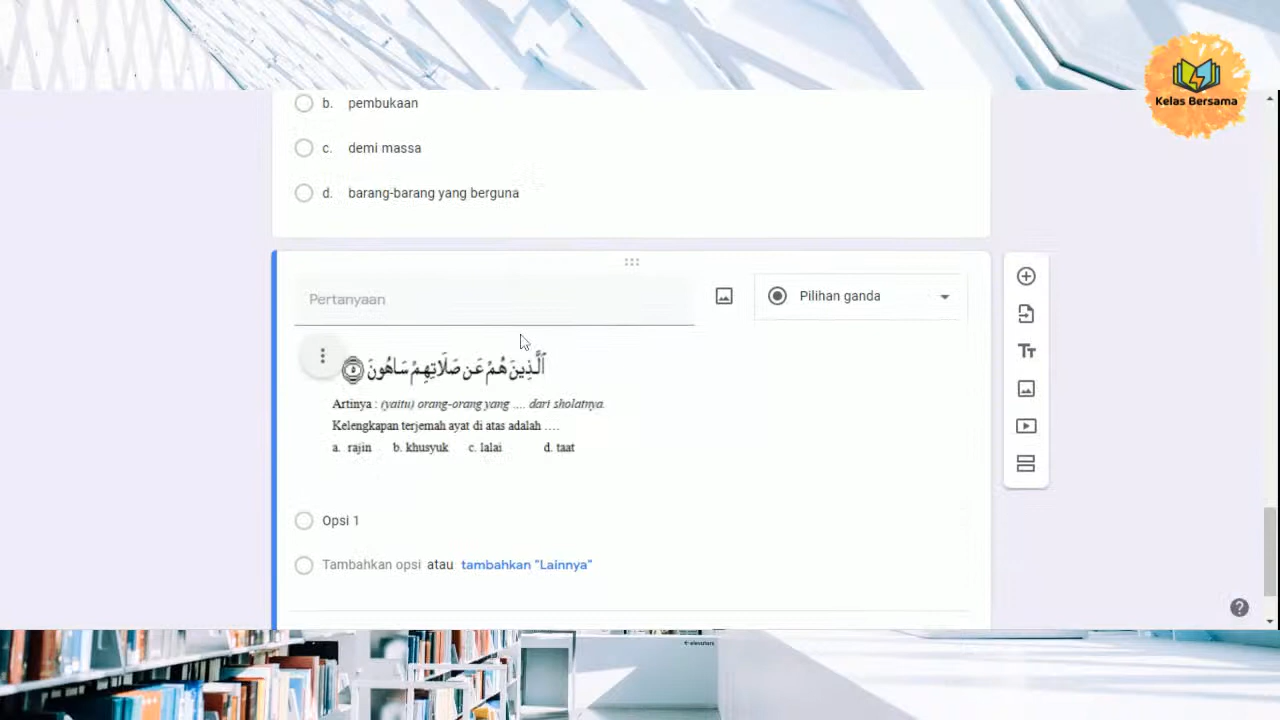 Kelas Bersama
b. pembukaan
c. demi massa
d. barang-barang yang berguna
Pertanyaan
Pilihan ganda
ٱلَّذِينَ هُمْ عَن صَلَاتِهِمْ سَاهُونَ ٥
Artinya : (yaitu) orang-orang yang .... dari sholatnya.
Kelengkapan terjemah ayat di atas adalah ....
a. rajin b. khusyuk c. lalai d. taat
Opsi 1
Tambahkan opsi atau tambahkan "Lainnya"